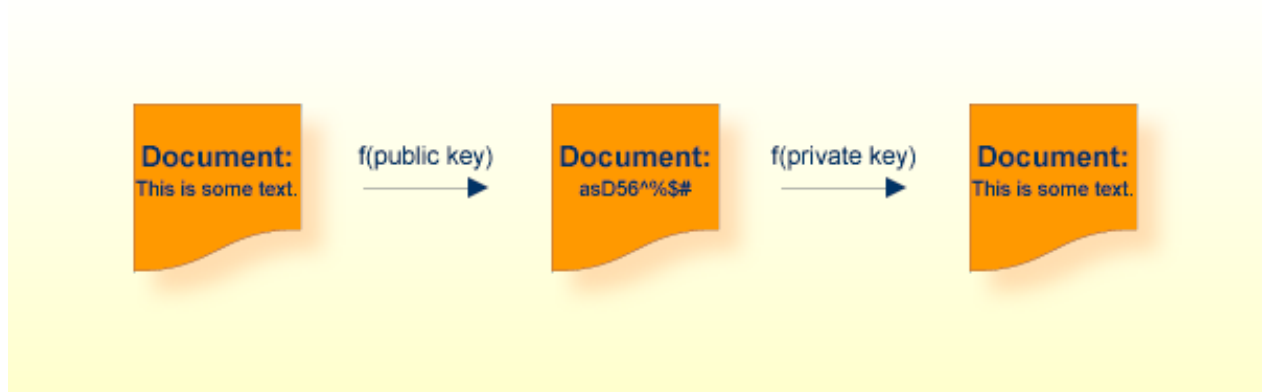 Document:
This is some text.
f(public key)
Document:
asD56^%$#
f(private key)
Document:
This is some text.